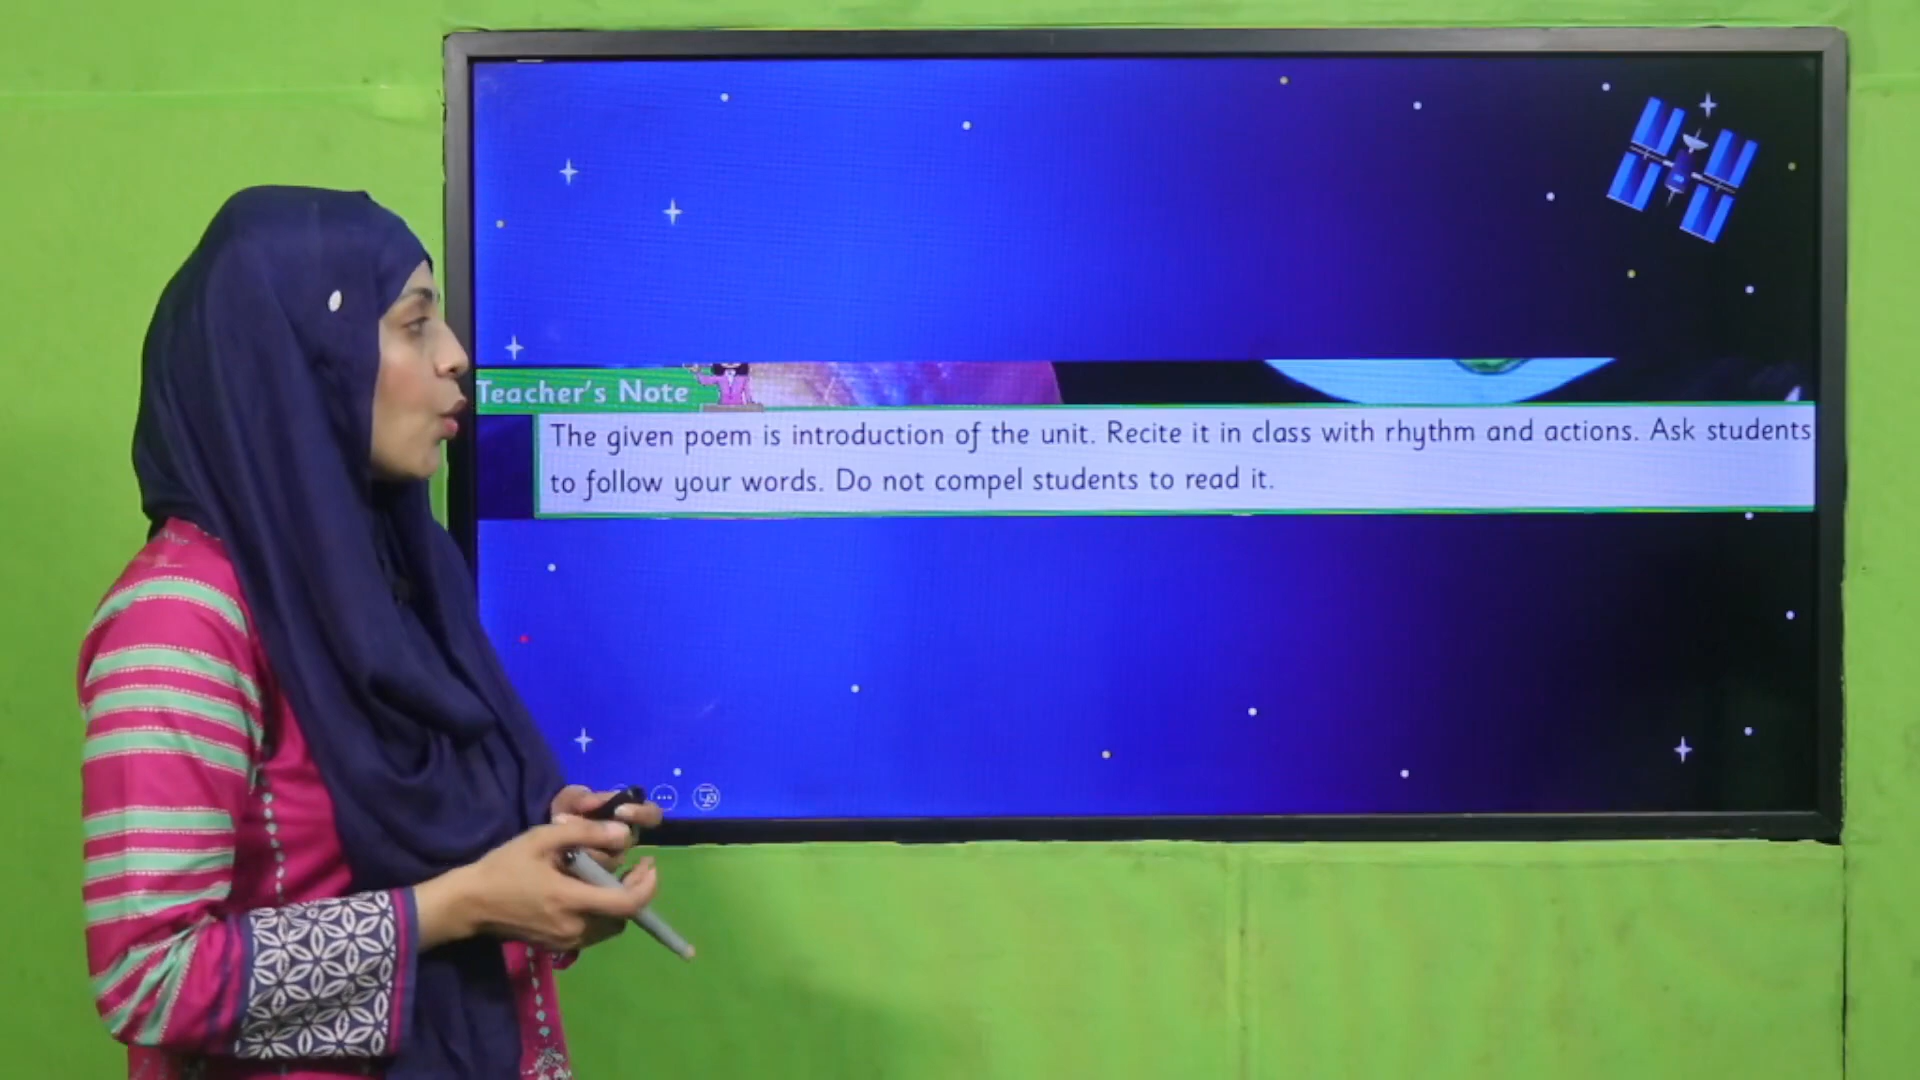 Teacher's Note
The given poem is introduction of the unit. Recite it in class with rhythm and actions. Ask students
to follow your words. Do not compel students to read it.